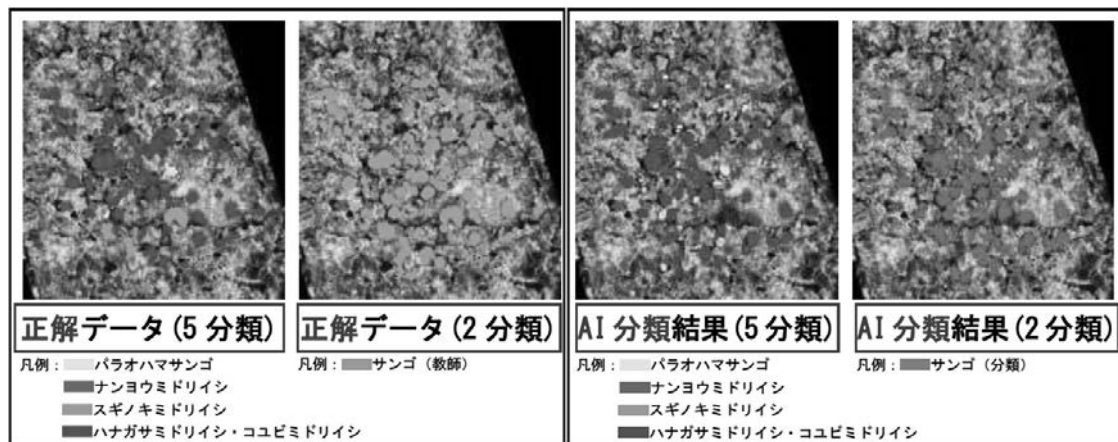 正解データ(5分類)
凡例:パラオハマサンゴ
ナンヨウミドリイシ
スギノキミドリイシ
ハナガサミドリイシ・コユビミドリイシ
正解データ(2分類)
凡例:サンゴ(教師)
AI分類結果(5分類)
凡例:パラオハマサンゴ
ナンヨウミドリイシ
スギノキミドリイシ
ハナガサミドリイシ・コユビミドリイシ
AI分類結果(2分類)
凡例:サンゴ(分類)